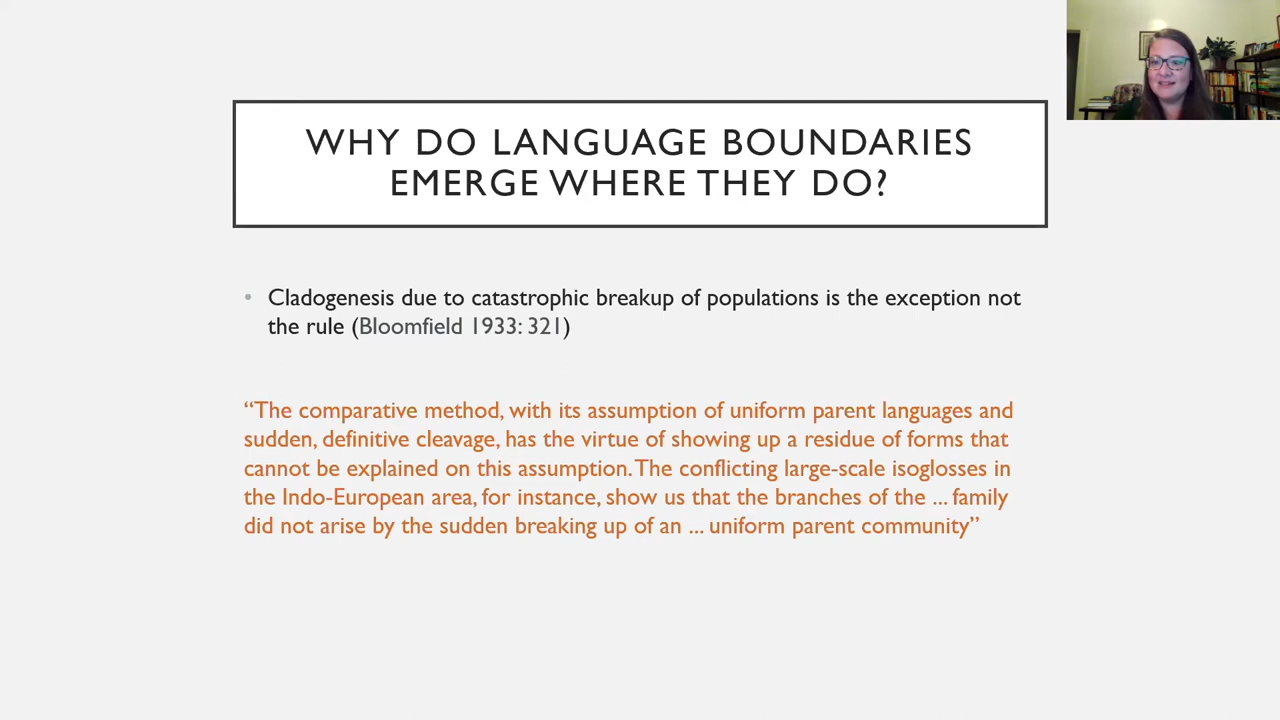 WHY DO LANGUAGE BOUNDARIES
EMERGE WHERE THEY DO?
• Cladogenesis due to catastrophic breakup of populations is the exception not
the rule (Bloomfield 1933: 321)
“The comparative method, with its assumption of uniform parent languages and
sudden, definitive cleavage, has the virtue of showing up a residue of forms that
cannot be explained on this assumption. The conflicting large-scale isoglosses in
the Indo-European area, for instance, show us that the branches of the ... family
did not arise by the sudden breaking up of an ... uniform parent community”